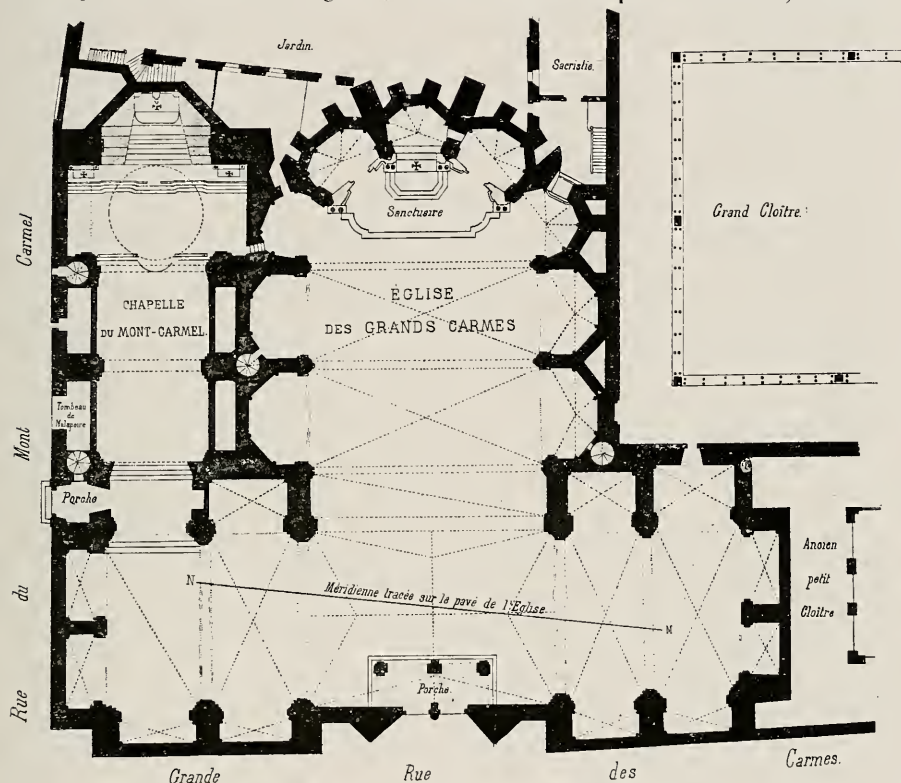 Jardin.
Sacristie.
Grand Cloître.
Sanctuaire
ÉGLISE
DES GRANDS CARMES
CHAPELLE
DU MONT-CARMEL.
Tombeau
de
Porche
N
Méridienne tracée sur le pavé de l'Eglise.
M
Ancien
petit
Cloître
Porche.
Rue du Mont Carmel
Grande Rue des Carmes.